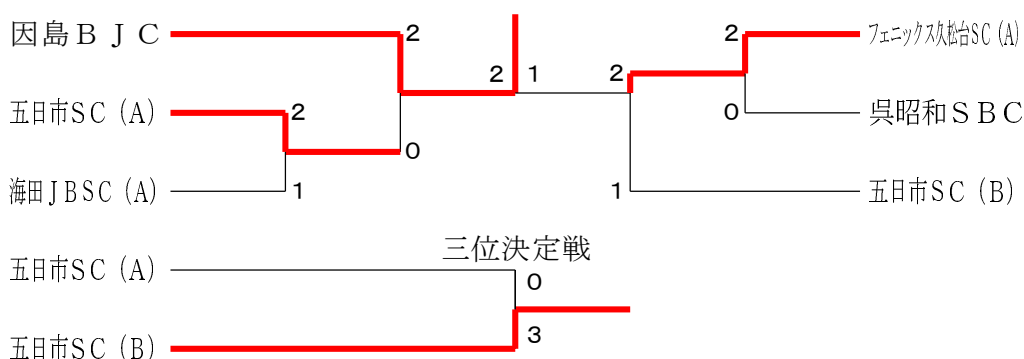 因島ＢＪＣ
2
2
1
2
2
フェニックス久松台SC(A)
五日市SC（A）
2
0
0
呉昭和ＳＢＣ
海田ＪBSC（A）
1
1
五日市SC（B）
三位決定戦
五日市SC（A）
0
五日市SC（B）
3